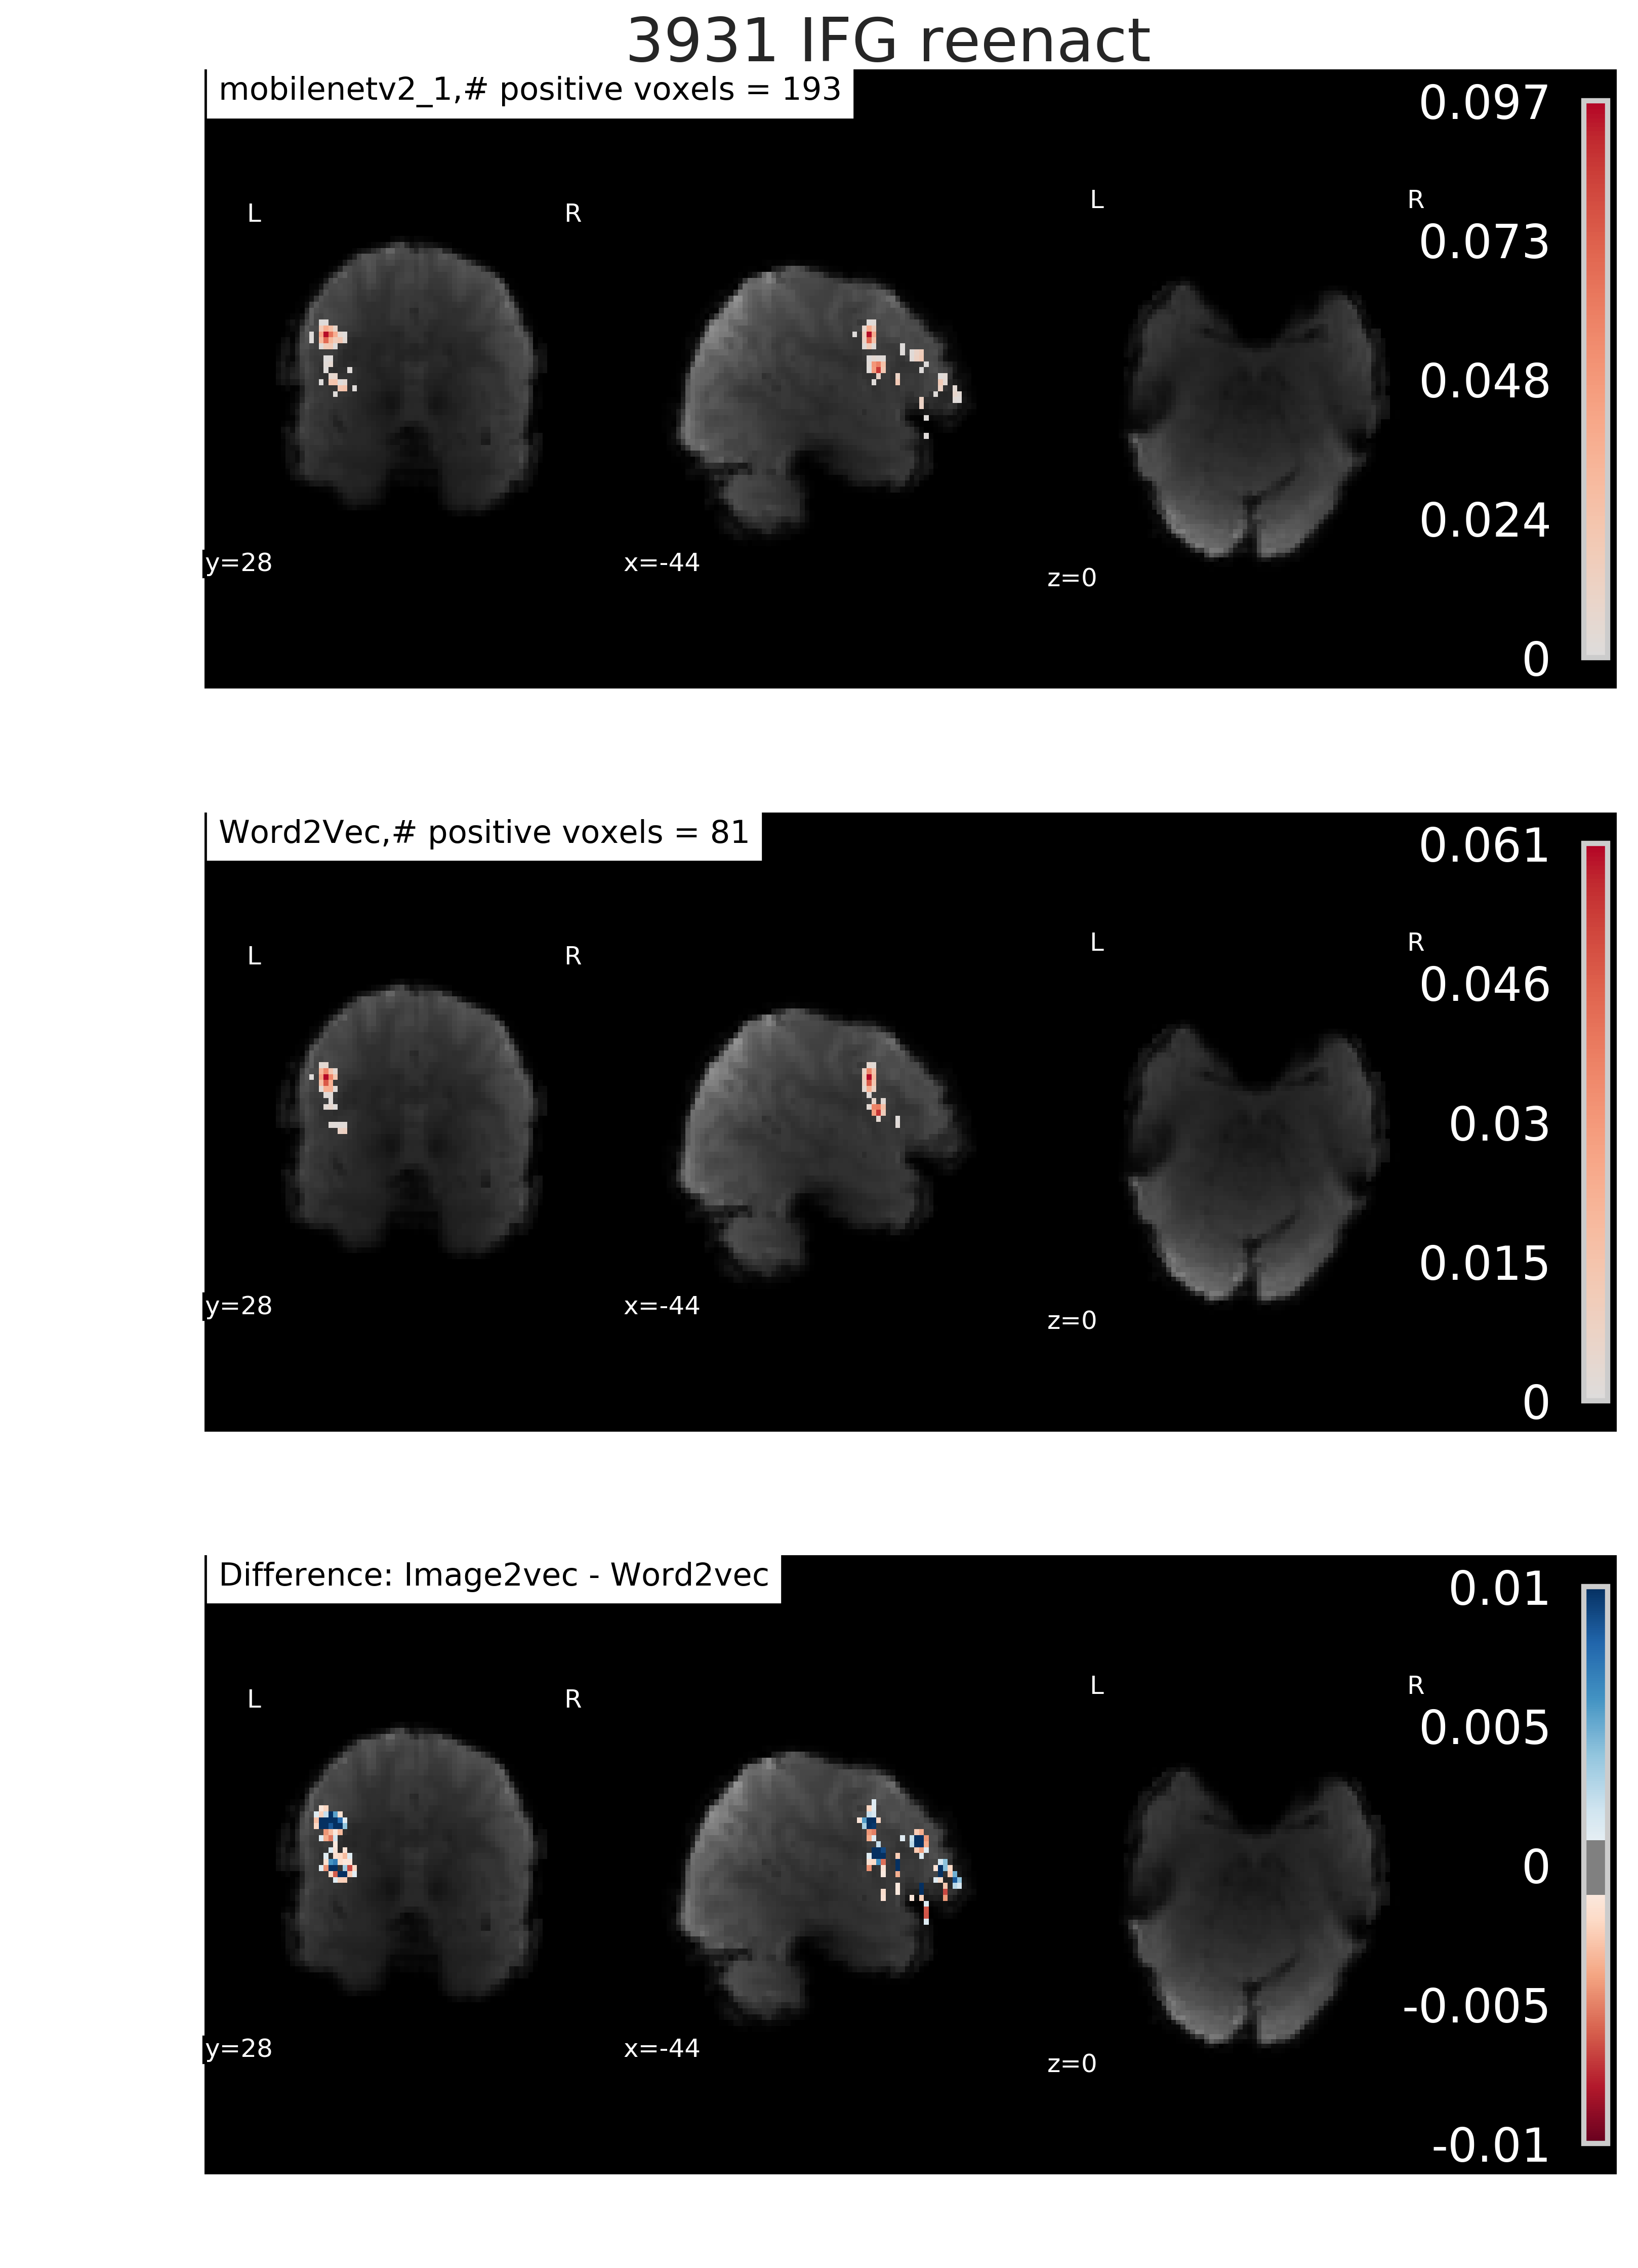 3931 IFG reenact
mobilenetv2_1,# positive voxels = 193
0.097
L
R
L
R
0.073
0.048
0.024
y=28
x=-44
z=0
0
Word2Vec,# positive voxels = 81
0.061
L
R
L
R
0.046
0.03
0.015
y=28
x=-44
z=0
0
Difference: Image2vec - Word2vec
0.01
L
R
L
R
0.005
0
-0.005
y=28
x=-44
z=0
-0.01